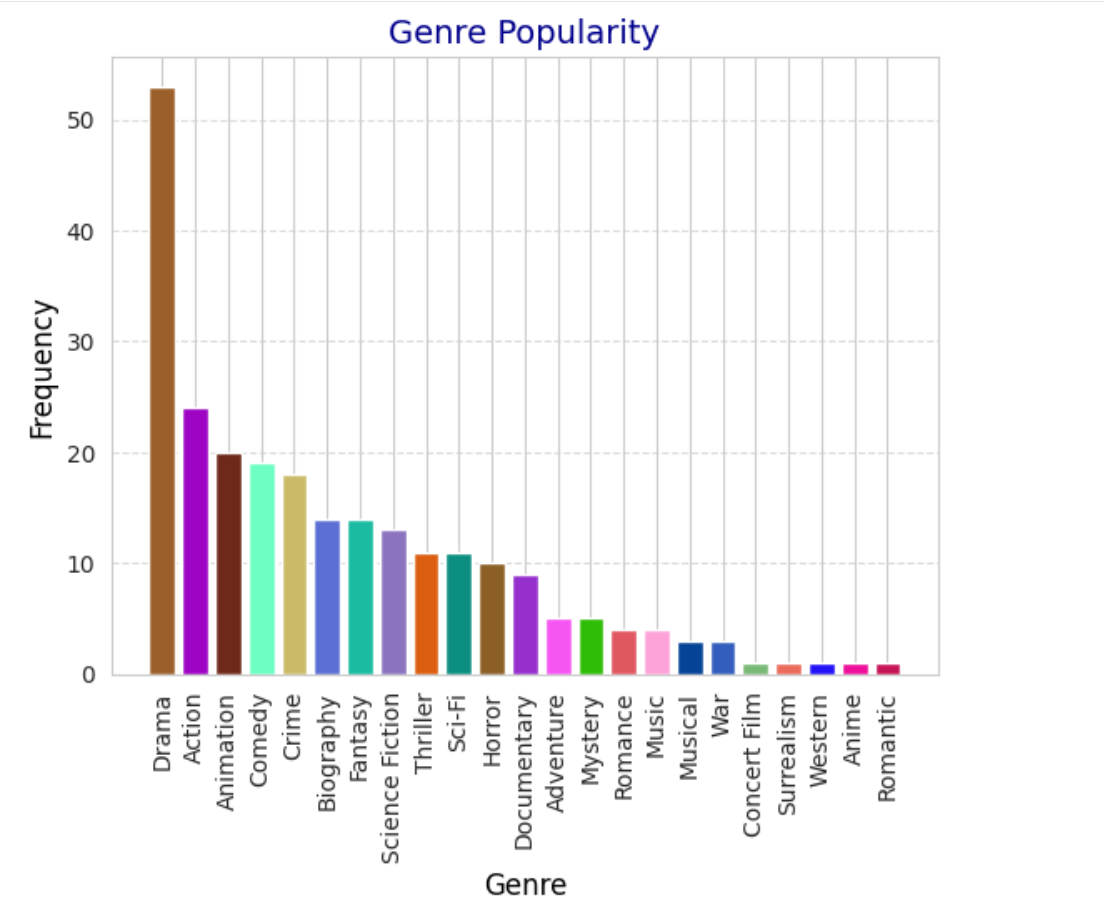 Genre Popularity
50
40
30
20
10
0
Frequency
Drama
Action
Animation
Comedy
Crime
Biography
Fantasy
Science Fiction
Thriller
Sci-Fi
Horror
Documentary
Adventure
Mystery
Romance
Music
Musical
War
Concert Film
Surrealism
Western
Anime
Romantic
Genre